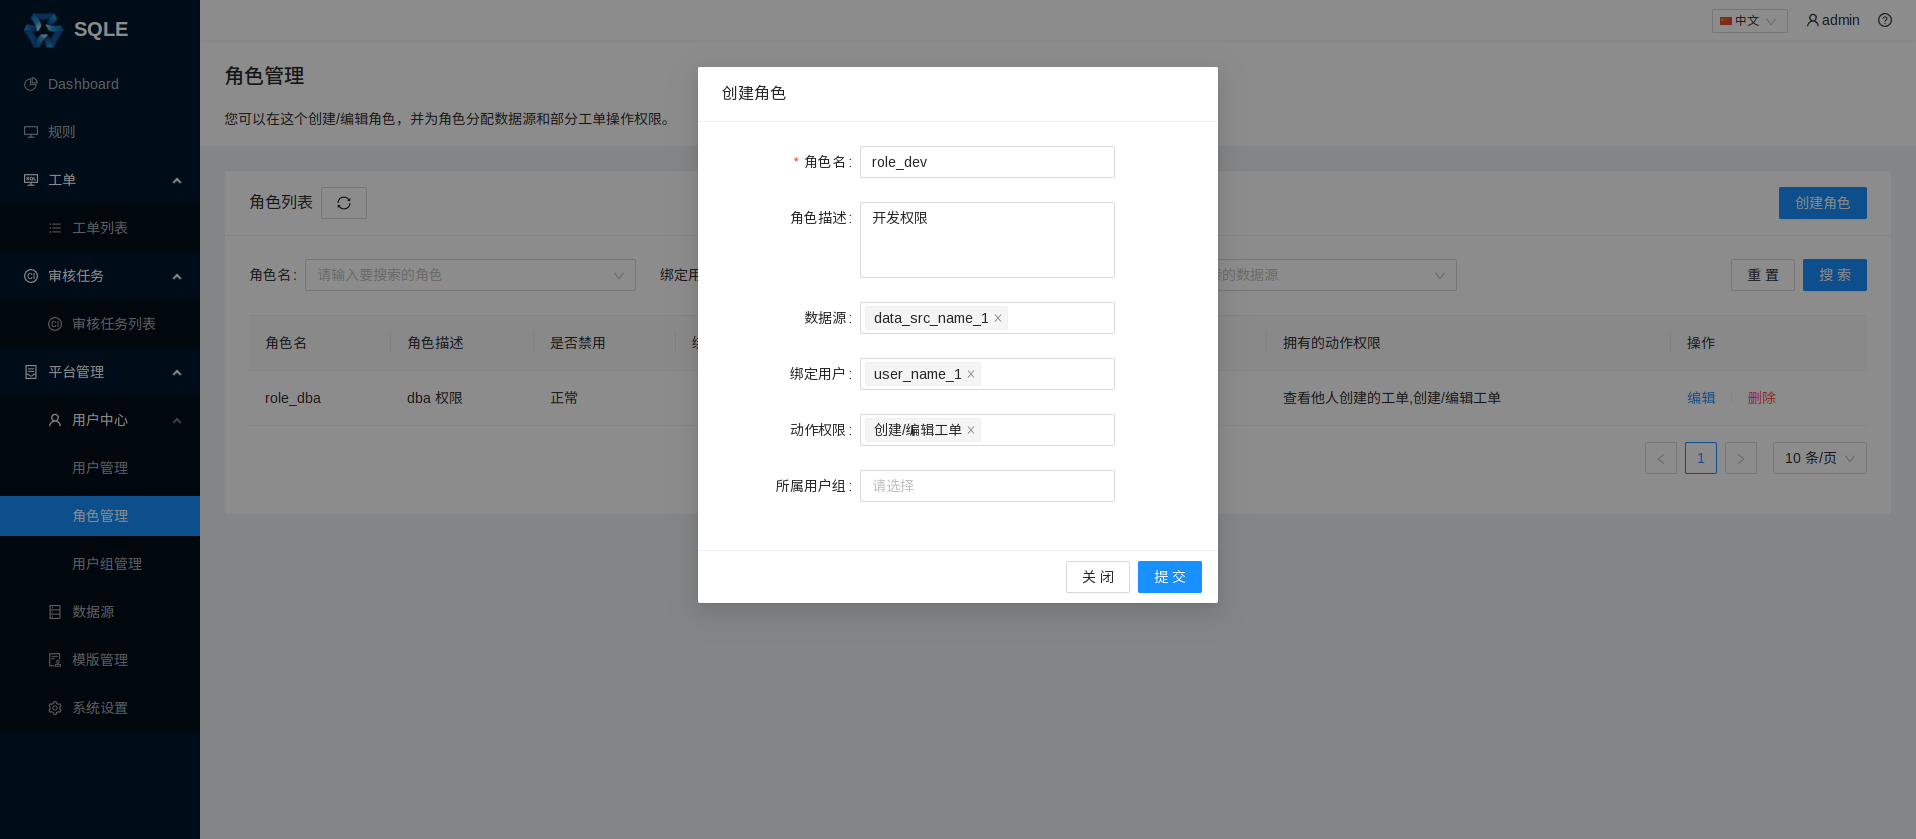 SQLE
中文
admin
Dashboard
规则
工单
工单列表
审核任务
审核任务列表
平台管理
用户中心
用户管理
角色管理
用户组管理
数据源
模版管理
系统设置
角色管理
您可以在这个创建/编辑角色，并为角色分配数据源和部分工单操作权限。
角色列表
创建角色
角色名:
请输入要搜索的角色
绑定用
的数据源
重 置
搜 索
角色名 角色描述 是否禁用 拥有的动作权限 操作
role_dba dba 权限 正常 查看他人创建的工单,创建/编辑工单 编辑 删除
1
10 条/页
创建角色
* 角色名: role_dev
角色描述: 开发权限
数据源: data_src_name_1
绑定用户: user_name_1
动作权限: 创建/编辑工单
所属用户组: 请选择
关 闭
提 交